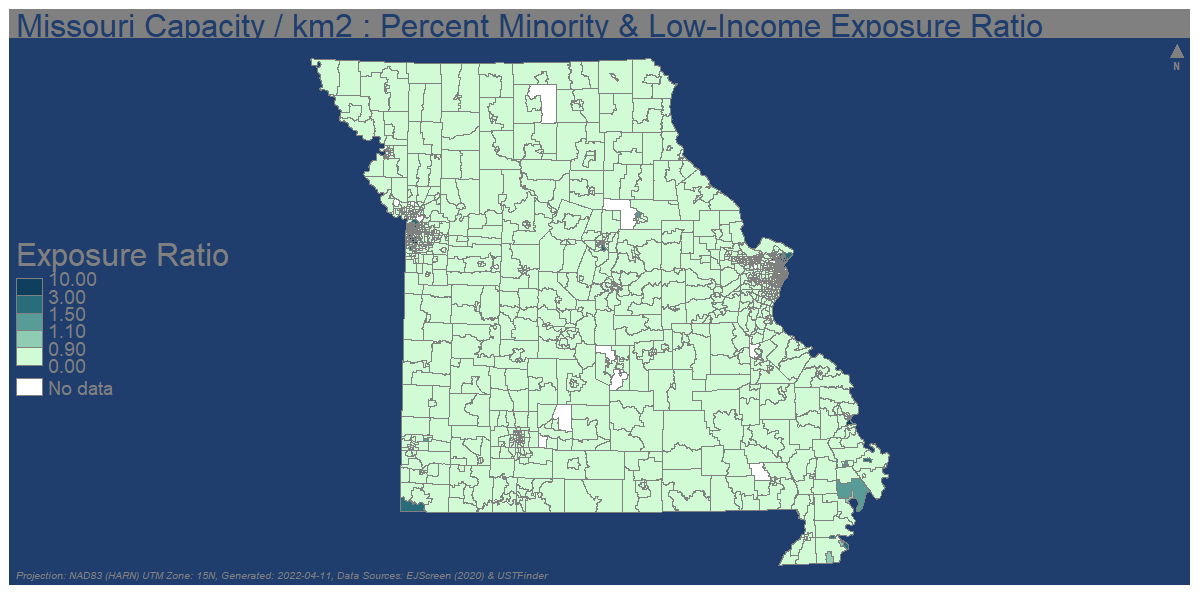 Missouri Capacity / km2 : Percent Minority & Low-Income Exposure Ratio
N
Exposure Ratio
10.00
3.00
1.50
1.10
0.90
0.00
No data
Projection: NAD83 (HARN) UTM Zone: 15N, Generated: 2022-04-11, Data Sources: EJScreen (2020) & USTFinder